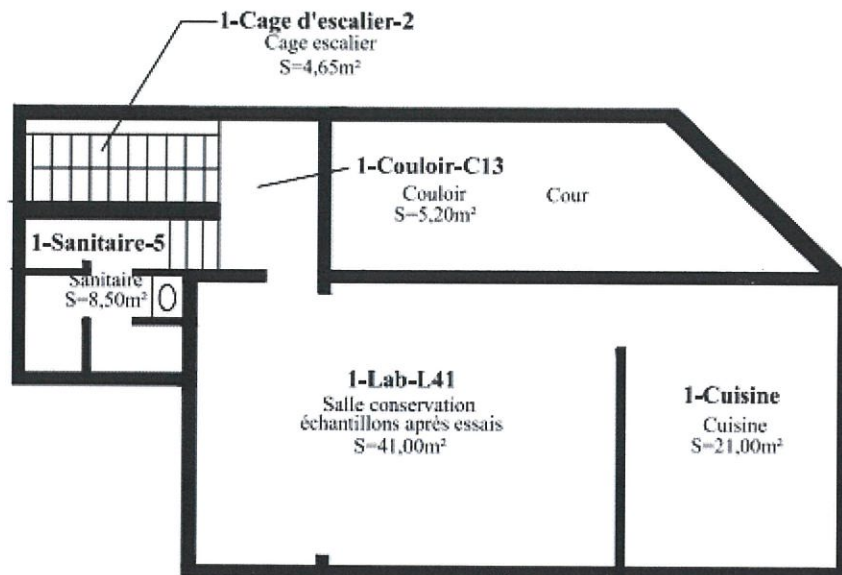 1-Cage d'escalier-2
Cage escalier
S=4,65m²
1-Couloir-C13
Couloir
S=5,20m²
Cour
1-Sanitaire-5
Sanitaire
S=8,50m²
1-Lab-L41
Salle conservation
échantillons après essais
S=41,00m²
1-Cuisine
Cuisine
S=21,00m²